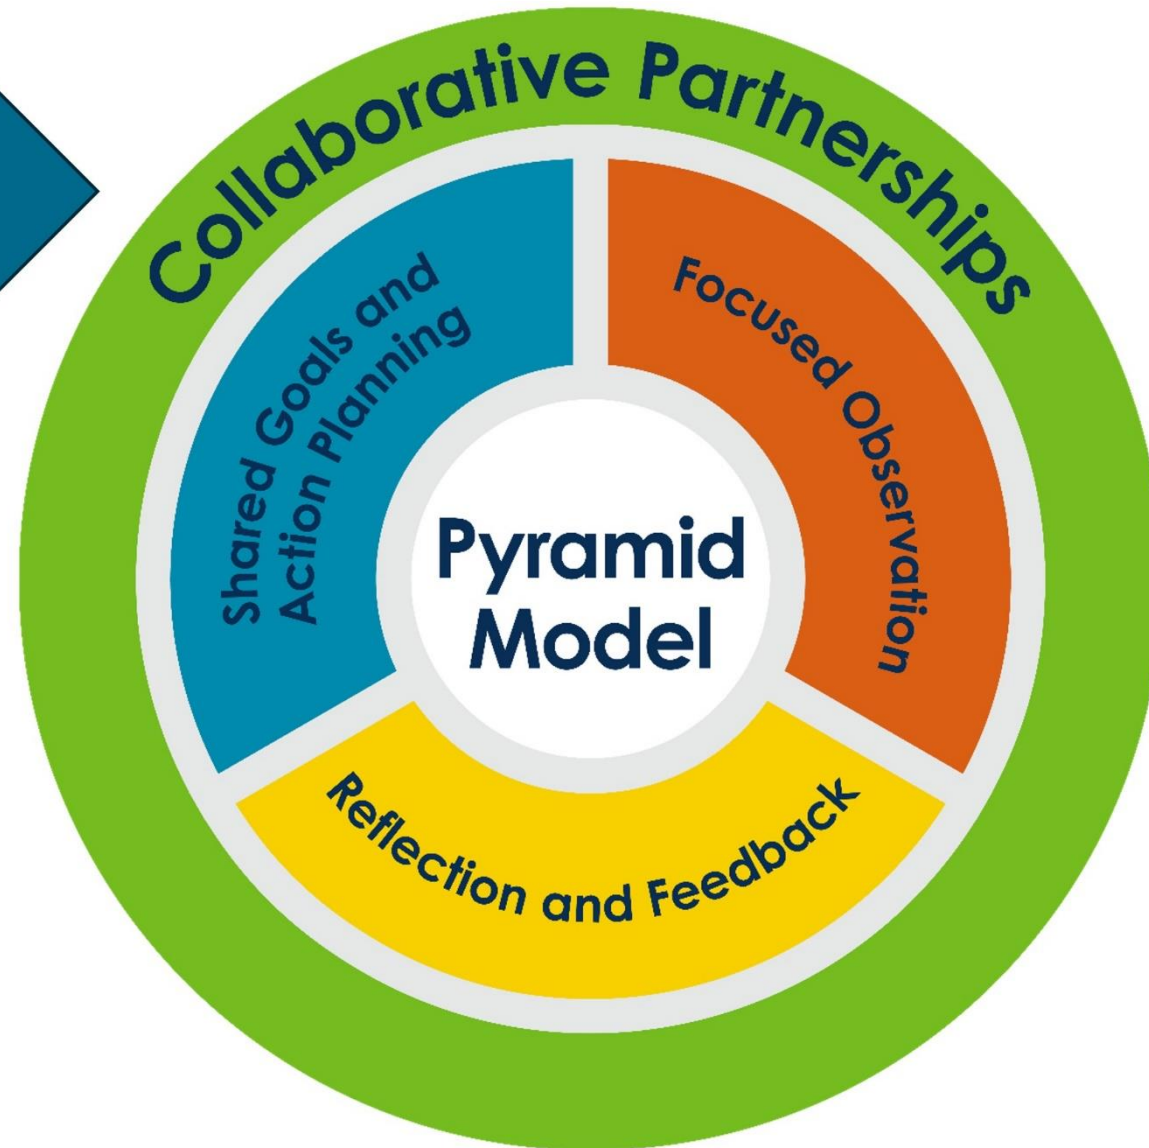 Collaborative Partnerships
Shared Goals and
Action Planning
Focused Observation
Pyramid
Model
Reflection and Feedback